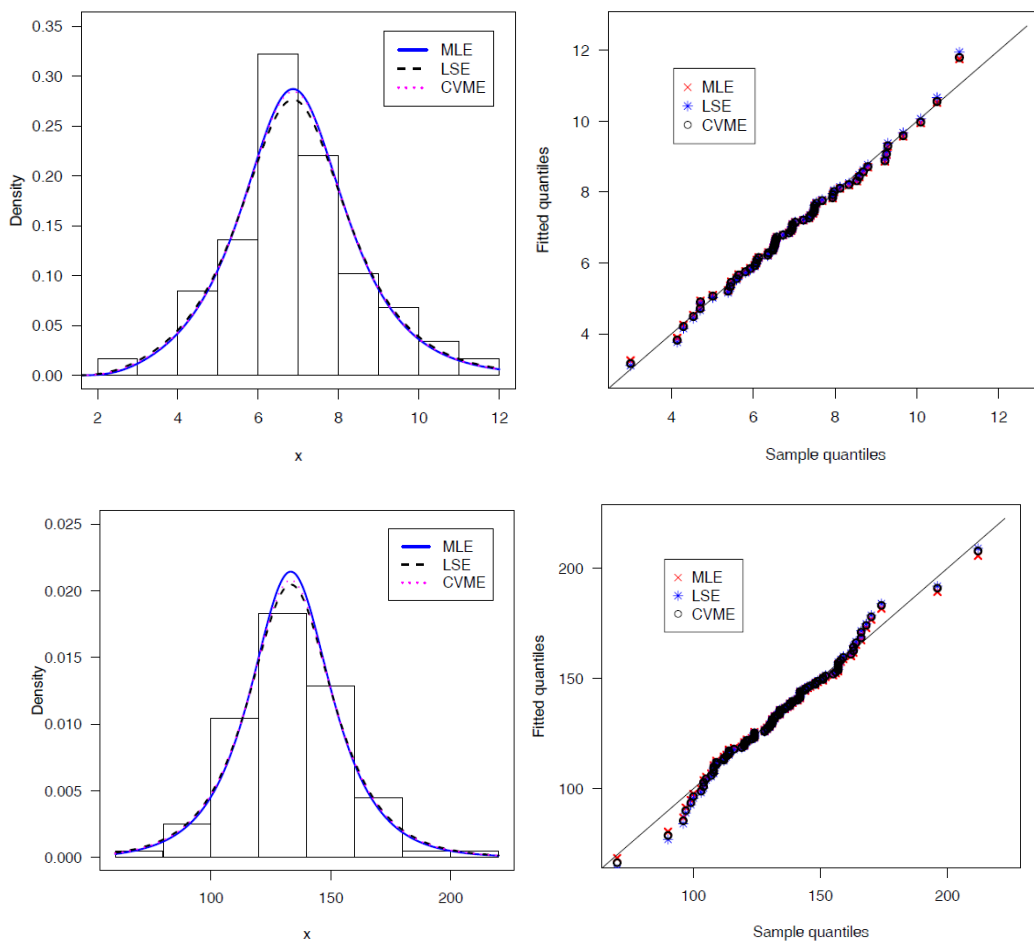 0.35
0.30
0.25
0.20
0.15
0.10
0.05
0.00
Density
MLE
LSE
CVME
2 4 6 8 10 12
x
12
10
8
6
4
Fitted quantiles
MLE
LSE
CVME
4 6 8 10 12
Sample quantiles
0.025
0.020
0.015
0.010
0.005
0.000
Density
MLE
LSE
CVME
100 150 200
x
200
150
100
Fitted quantiles
MLE
LSE
CVME
100 150 200
Sample quantiles